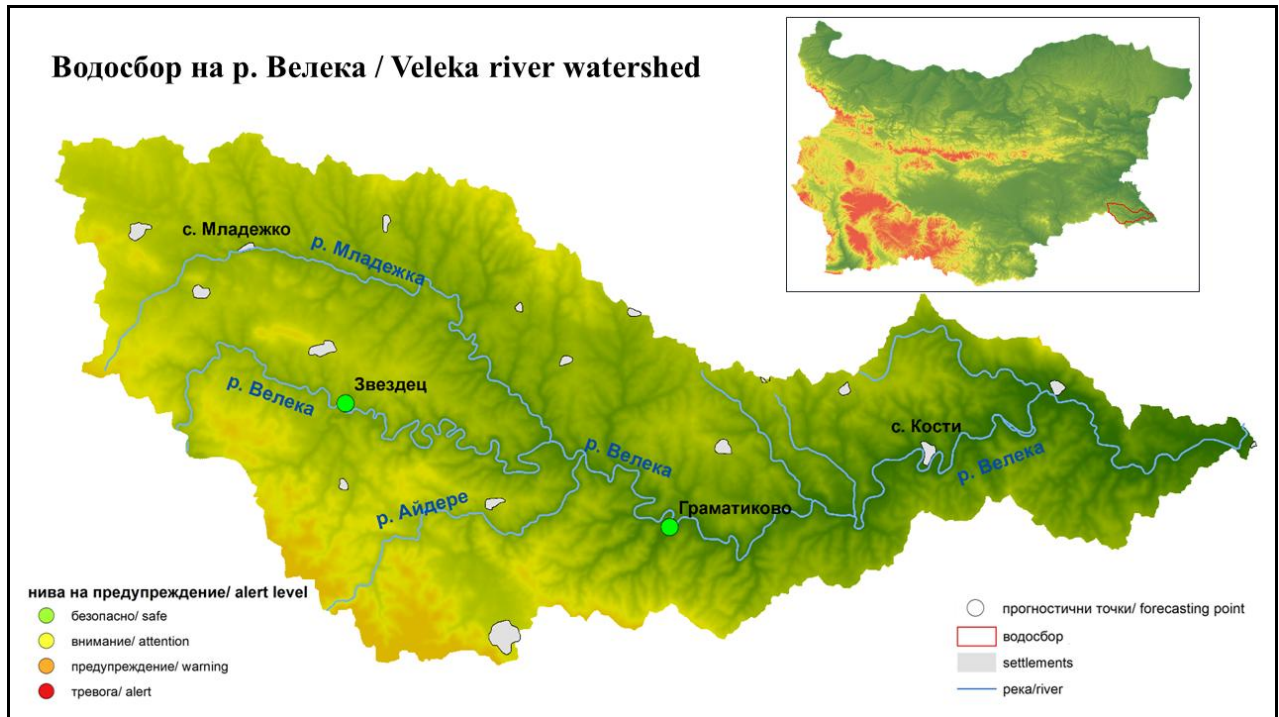 Водосбор на р. Велека / Veleka river watershed
с. Младежко
р. Младежка
р. Велека
Звездец
р. Велека
с. Кости
р. Велека
р. Айдере
Граматиково
нива на предупреждение/ alert level
безопасно/ safe
внимание/ attention
предупреждение/ warning
тревога/ alert
прогностични точки/ forecasting point
водосбор
settlements
река/river